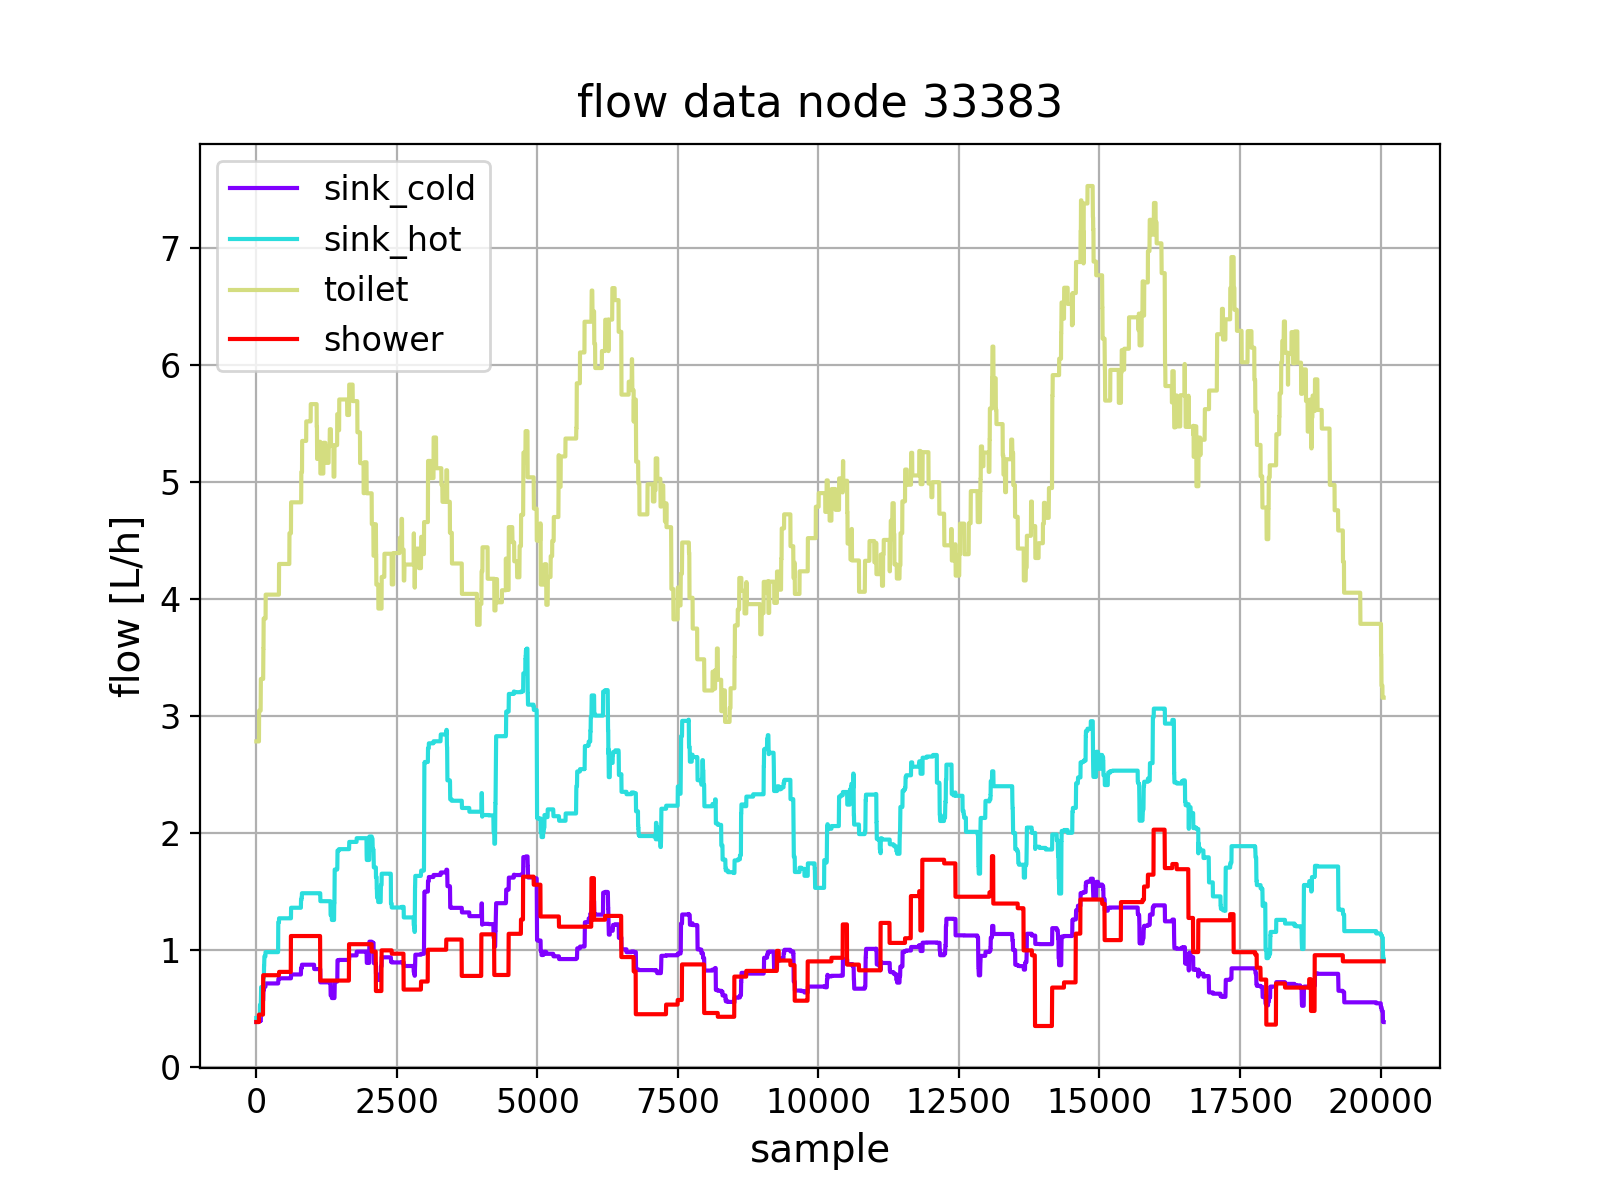 flow data node 33383
sink_cold
sink_hot
toilet
shower
7
6
5
4
3
2
1
0
flow [L/h]
0 2500 5000 7500 10000 12500 15000 17500 20000
sample